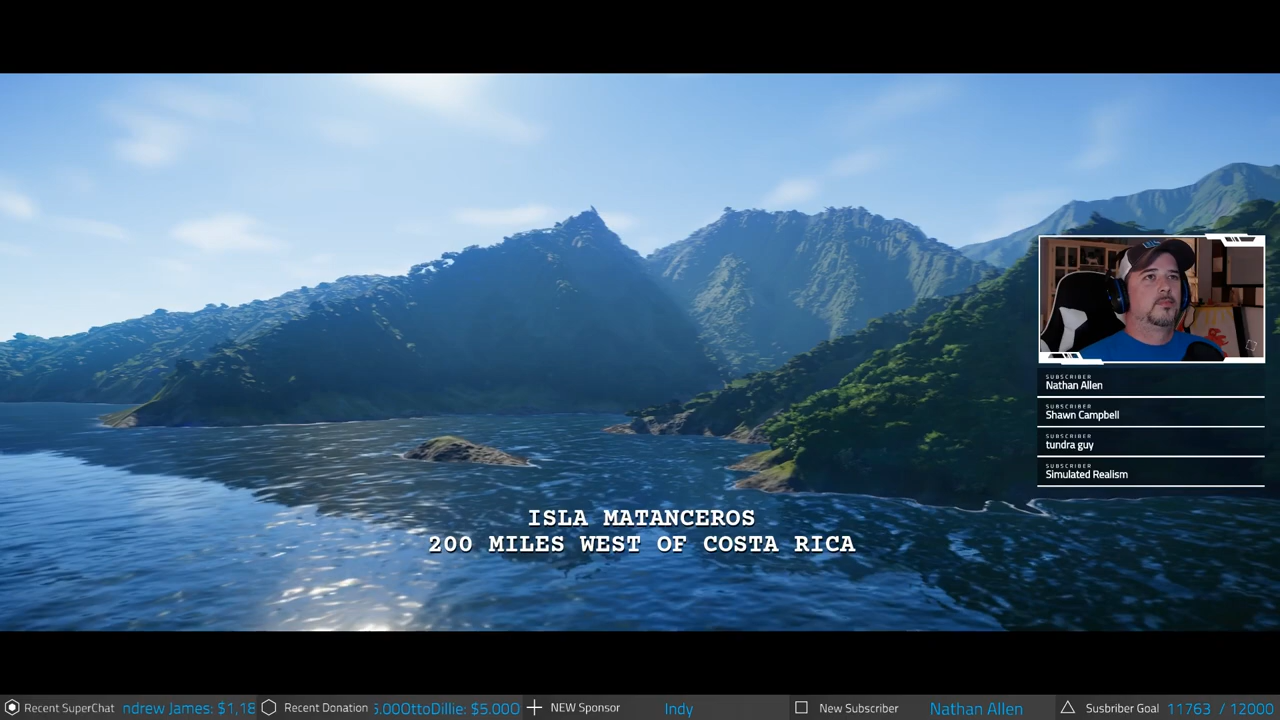 SUBSCRIBER
Nathan Allen
SUBSCRIBER
Shawn Campbell
SUBSCRIBER
tundra guy
SUBSCRIBER
Simulated Realism
ISLA MATANCEROS
200 MILES WEST OF COSTA RICA
Recent SuperChat ndrew James: $1,18 Recent Donation 5.00OttoDillie: $5.000 NEW Sponsor Indy New Subscriber Nathan Allen Susbriber Goal 11763 / 12000